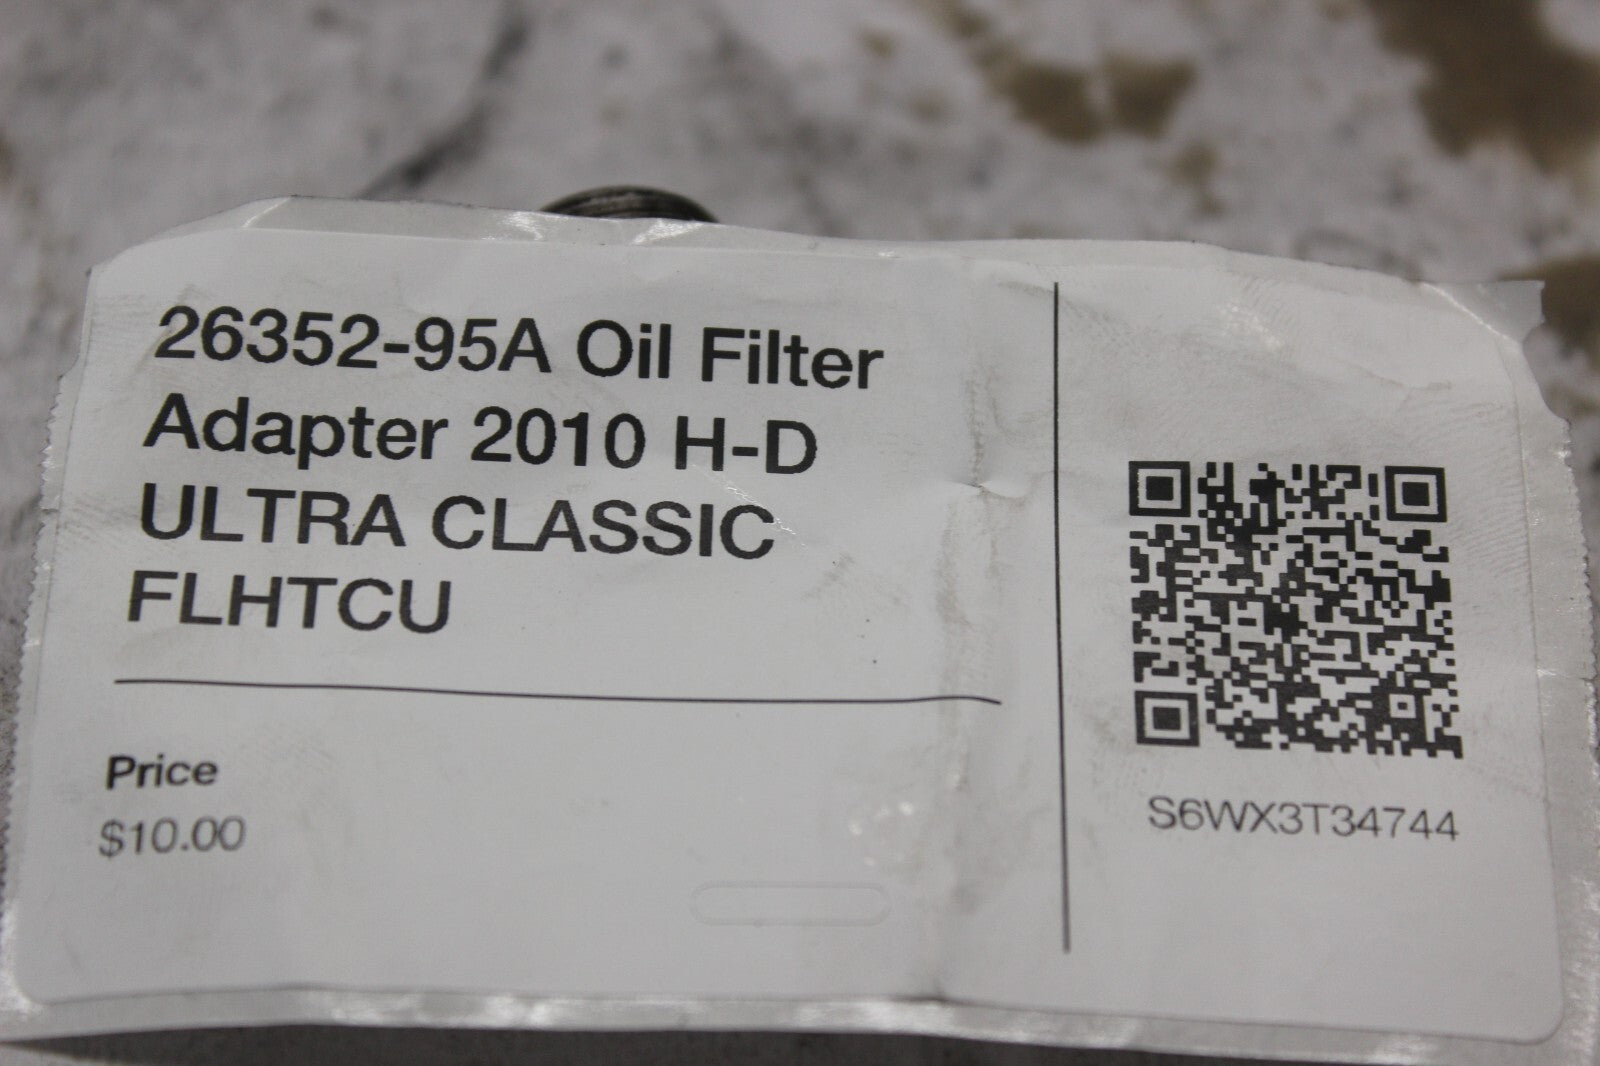 26352-95A Oil Filter
Adapter 2010 H-D
ULTRA CLASSIC
FLHTCU
Price
$10.00
S6WX3T34744